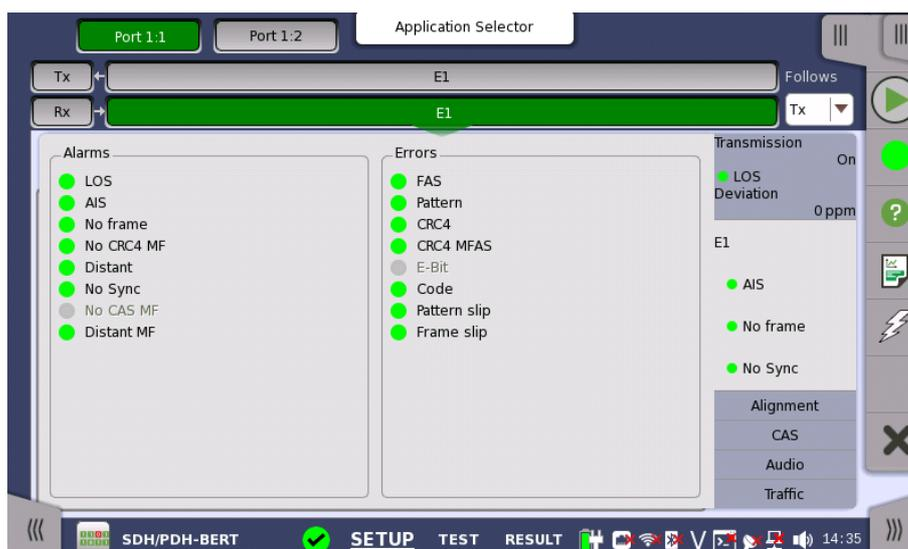 Port 1:1
Port 1:2
Application Selector
Tx
E1
Follows
Rx
E1
Tx
Alarms
LOS
AIS
No frame
No CRC4 MF
Distant
No Sync
No CAS MF
Distant MF
Errors
FAS
Pattern
CRC4
CRC4 MFAS
E-Bit
Code
Pattern slip
Frame slip
Transmission
On
LOS
Deviation
0 ppm
E1
AIS
No frame
No Sync
Alignment
CAS
Audio
Traffic
SDH/PDH-BERT
SETUP
TEST
RESULT
14:35